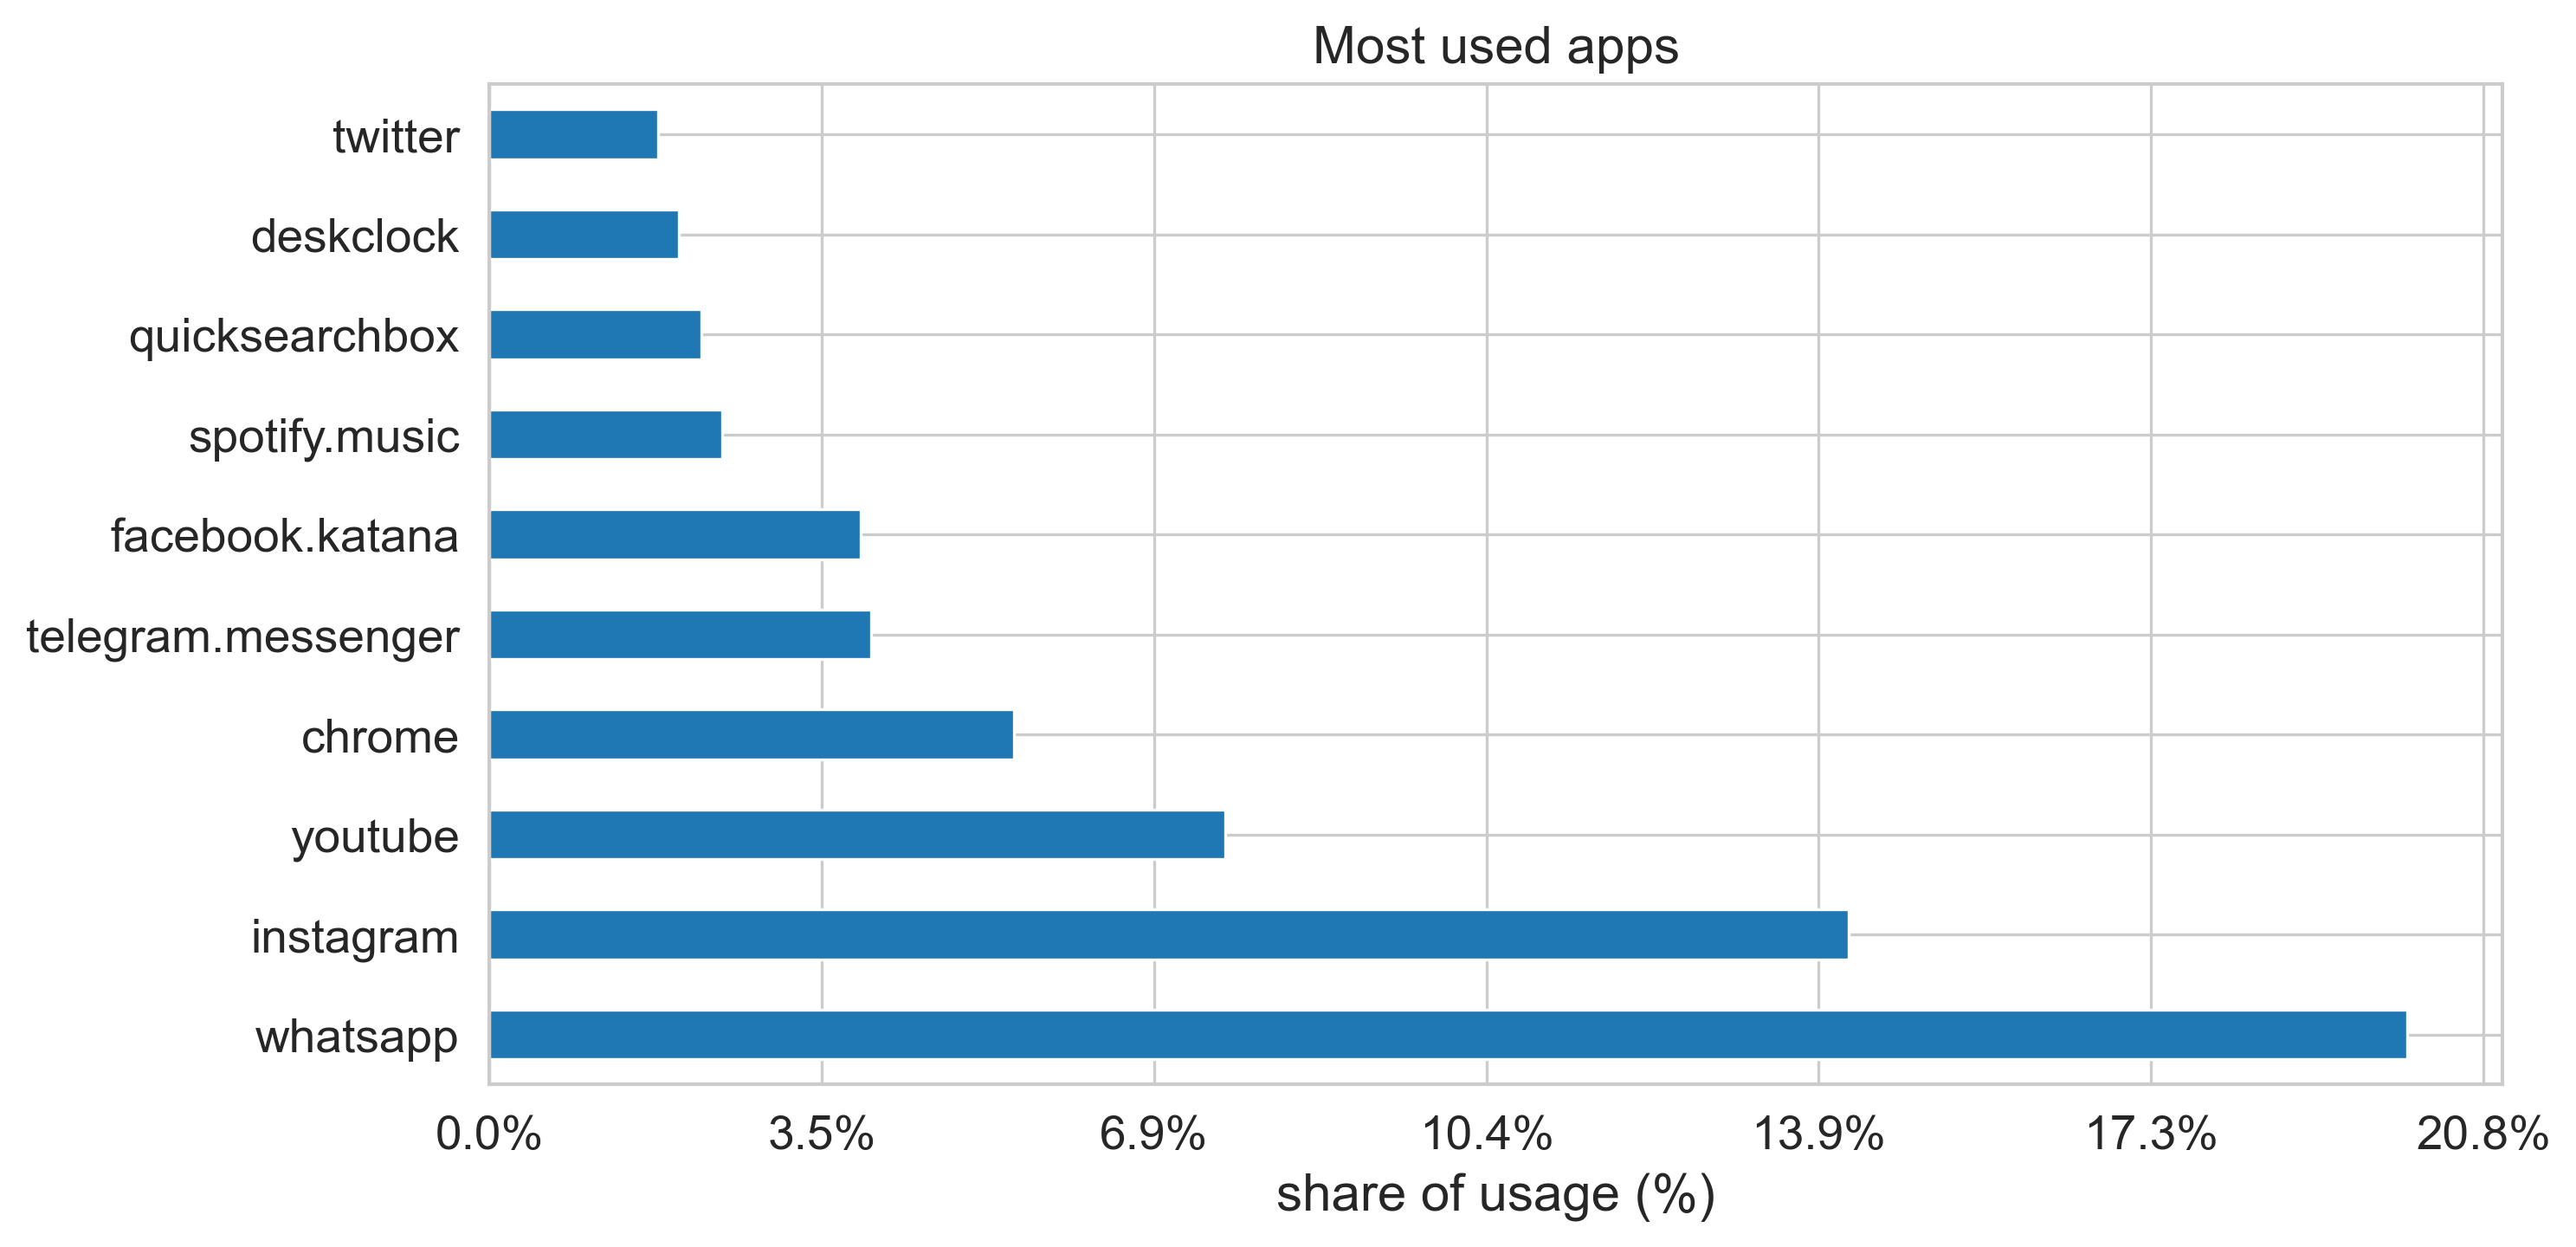 Most used apps
twitter
deskclock
quicksearchbox
spotify.music
facebook.katana
telegram.messenger
chrome
youtube
instagram
whatsapp
0.0% 3.5% 6.9% 10.4% 13.9% 17.3% 20.8%
share of usage (%)